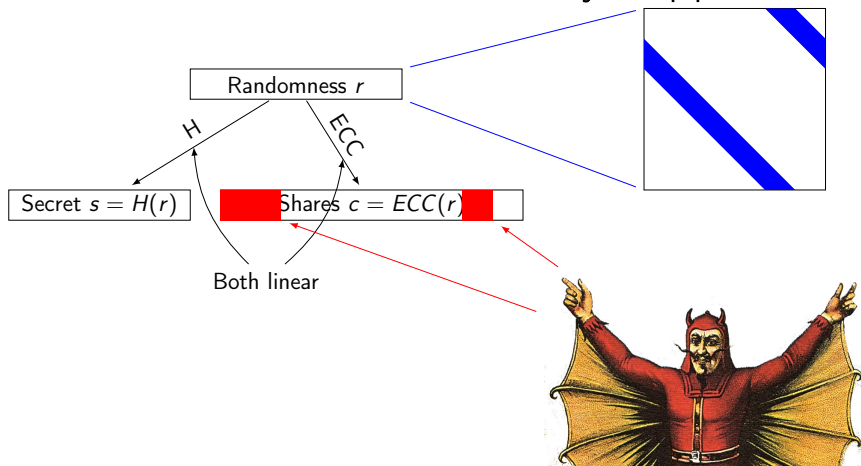 Randomness r
H
ECC
Secret s = H(r)
Shares c = ECC(r)
Both linear